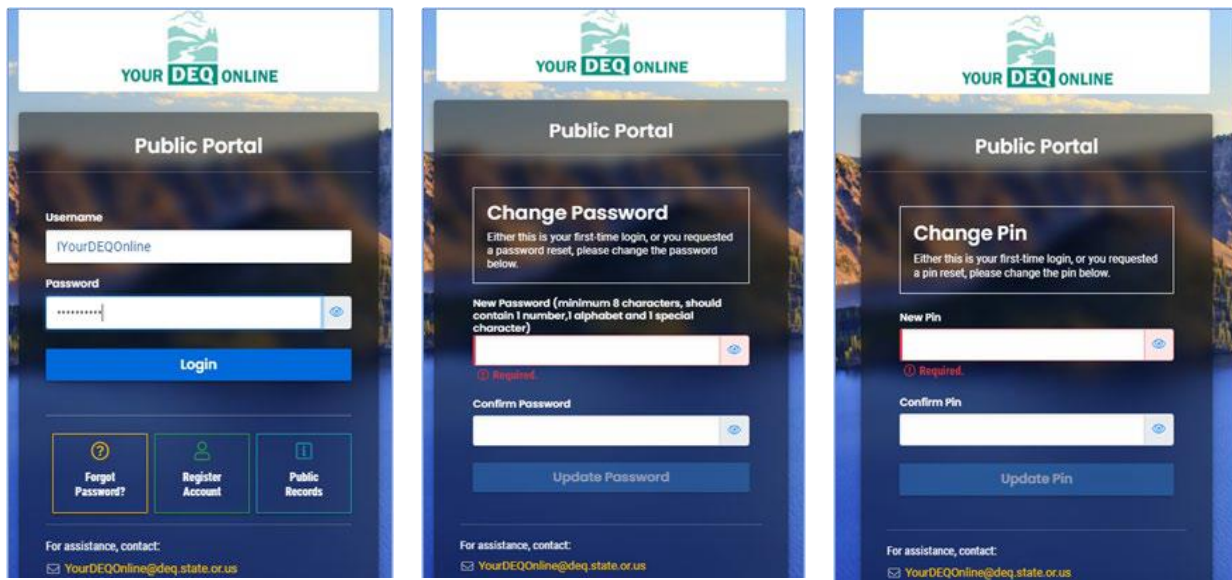 YOUR DEQ ONLINE
Public Portal
Username
IYourDEQOnline
Password
Login
Forgot
Password?
Register
Account
Public
Records
For assistance, contact:
YourDEQOnline@deq.state.or.us
YOUR DEQ ONLINE
Public Portal
Change Password
Either this is your first-time login, or you requested
a password reset, please change the password
below.
New Password (minimum 8 characters, should
contain 1 number,1 alphabet and 1 special
character)
Required.
Confirm Password
Update Password
For assistance, contact:
YourDEQOnline@deq.state.or.us
YOUR DEQ ONLINE
Public Portal
Change Pin
Either this is your first-time login, or you requested
a pin reset, please change the pin below.
New Pin
Required.
Confirm Pin
Update Pin
For assistance, contact:
YourDEQOnline@deq.state.or.us